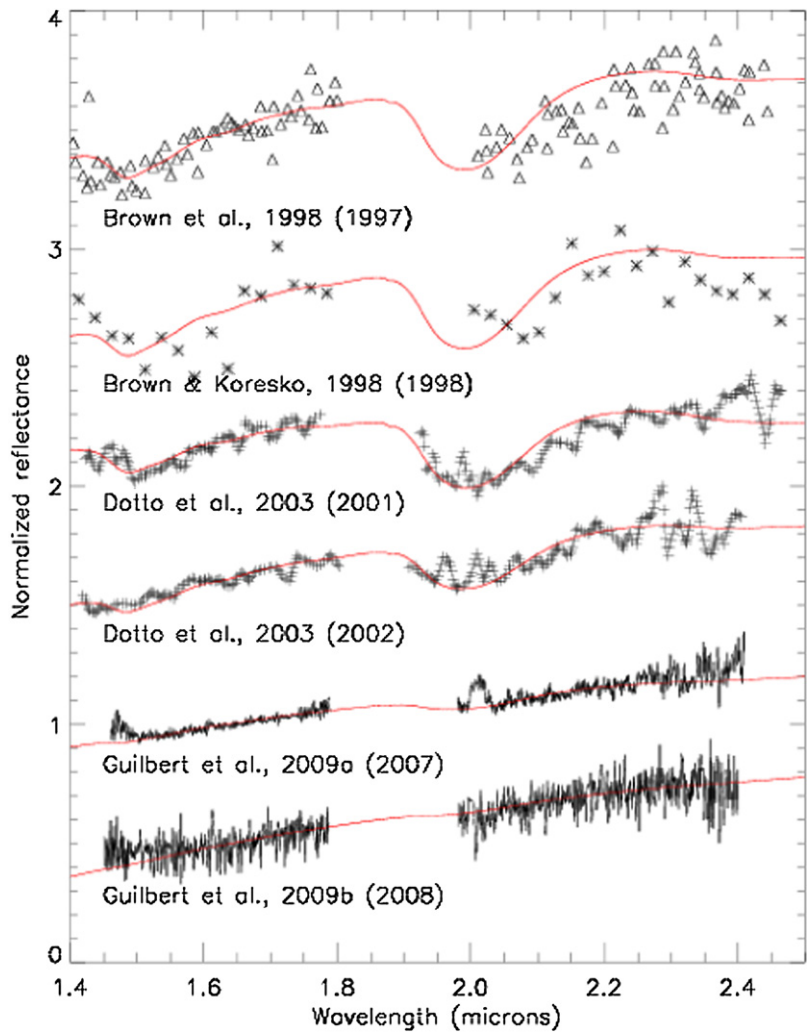 4
Brown et al., 1998 (1997)
3
Brown & Koresko, 1998 (1998)
Normalized reflectance
2
Dotto et al., 2003 (2001)
Dotto et al., 2003 (2002)
1
Guilbert et al., 2009a (2007)
Guilbert et al., 2009b (2008)
0
1.4 1.6 1.8 2.0 2.2 2.4
Wavelength (microns)